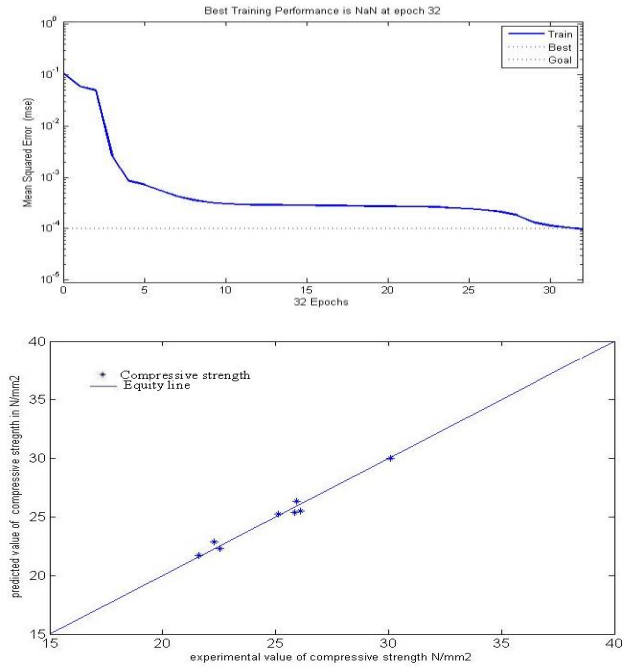 Best Training Performance is NaN at epoch 32
10^0
10^-1
10^-2
10^-3
10^-4
10^-5
10^-6
Mean Squared Error (mse)
Train
Best
Goal
0 5 10 15 20 25 30
32 Epochs
40
35
30
25
20
15
predicted value of compressive stregnth in N/mm2
Compressive strength
Equity line
15 20 25 30 35 40
experimental value of compressive strength N/mm2